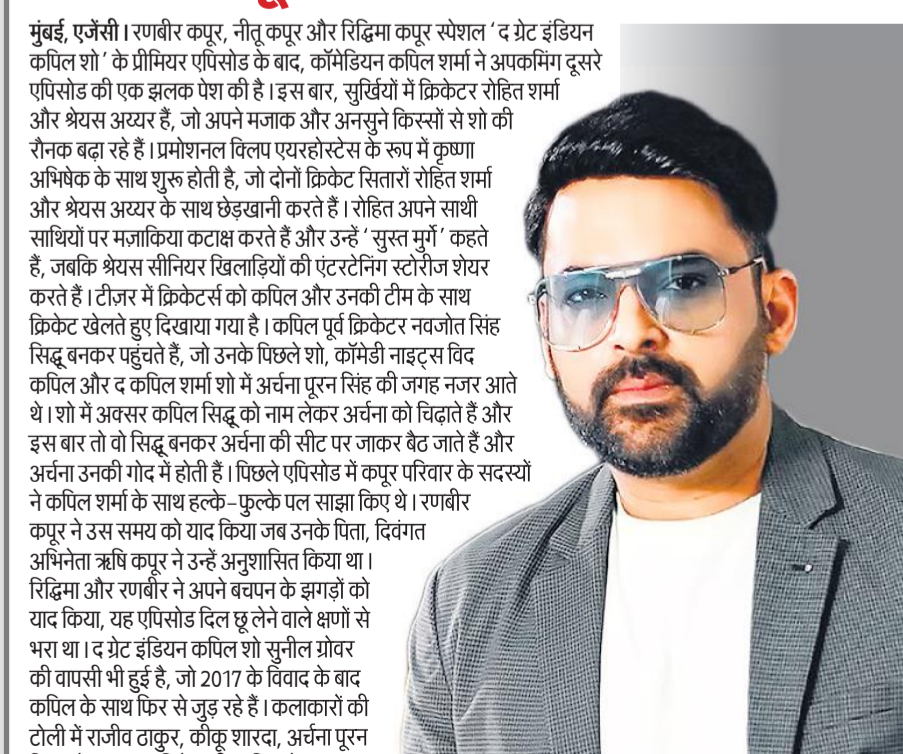 मुंबई, एजेंसी। रणबीर कपूर, नीतू कपूर और रिद्धिमा कपूर स्पेशल ‘ द ग्रेट इंडियन
कपिल शो ’ के प्रीमियर एपिसोड के बाद, कॉमेडियन कपिल शर्मा ने अपकमिंग दूसरे
एपिसोड की एक झलक पेश की है। इस बार, सुर्खियों में क्रिकेटर रोहित शर्मा
और श्रेयस अय्यर हैं, जो अपने मजाक और अनसुने किस्सों से शो की
रौनक बढ़ा रहे हैं। प्रमोशनल क्लिप एयरहोस्टेस के रूप में कृष्णा
अभिषेक के साथ शुरू होती है, जो दोनों क्रिकेट सितारों रोहित शर्मा
और श्रेयस अय्यर के साथ छेड़खानी करते हैं। रोहित अपने साथी
साथियों पर मज़ाकिया कटाक्ष करते हैं और उन्हें ‘ सुस्त मुर्गे ’ कहते
हैं, जबकि श्रेयस सीनियर खिलाड़ियों की एंटरटेनिंग स्टोरीज शेयर
करते हैं। टीज़र में क्रिकेटर्स को कपिल और उनकी टीम के साथ
क्रिकेट खेलते हुए दिखाया गया है। कपिल पूर्व क्रिकेटर नवजोत सिंह
सिद्धू बनकर पहुंचते हैं, जो उनके पिछले शो, कॉमेडी नाइट्स विद
कपिल और द कपिल शर्मा शो में अर्चना पूरन सिंह की जगह नजर आते
थे। शो में अक्सर कपिल सिद्धू को नाम लेकर अर्चना को चिढ़ाते हैं और
इस बार तो वो सिद्धू बनकर अर्चना की सीट पर जाकर बैठ जाते हैं और
अर्चना उनकी गोद में होती हैं। पिछले एपिसोड में कपूर परिवार के सदस्यों
ने कपिल शर्मा के साथ हल्के-फुल्के पल साझा किए थे। रणबीर
कपूर ने उस समय को याद किया जब उनके पिता, दिवंगत
अभिनेता ऋषि कपूर ने उन्हें अनुशासित किया था।
रिद्धिमा और रणबीर ने अपने बचपन के झगड़ों को
याद किया, यह एपिसोड दिल छू लेने वाले क्षणों से
भरा था। द ग्रेट इंडियन कपिल शो सुनील ग्रोवर
की वापसी भी हुई है, जो 2017 के विवाद के बाद
कपिल के साथ फिर से जुड़ रहे हैं। कलाकारों की
टोली में राजीव ठाकुर, कीकू शारदा, अर्चना पूरन